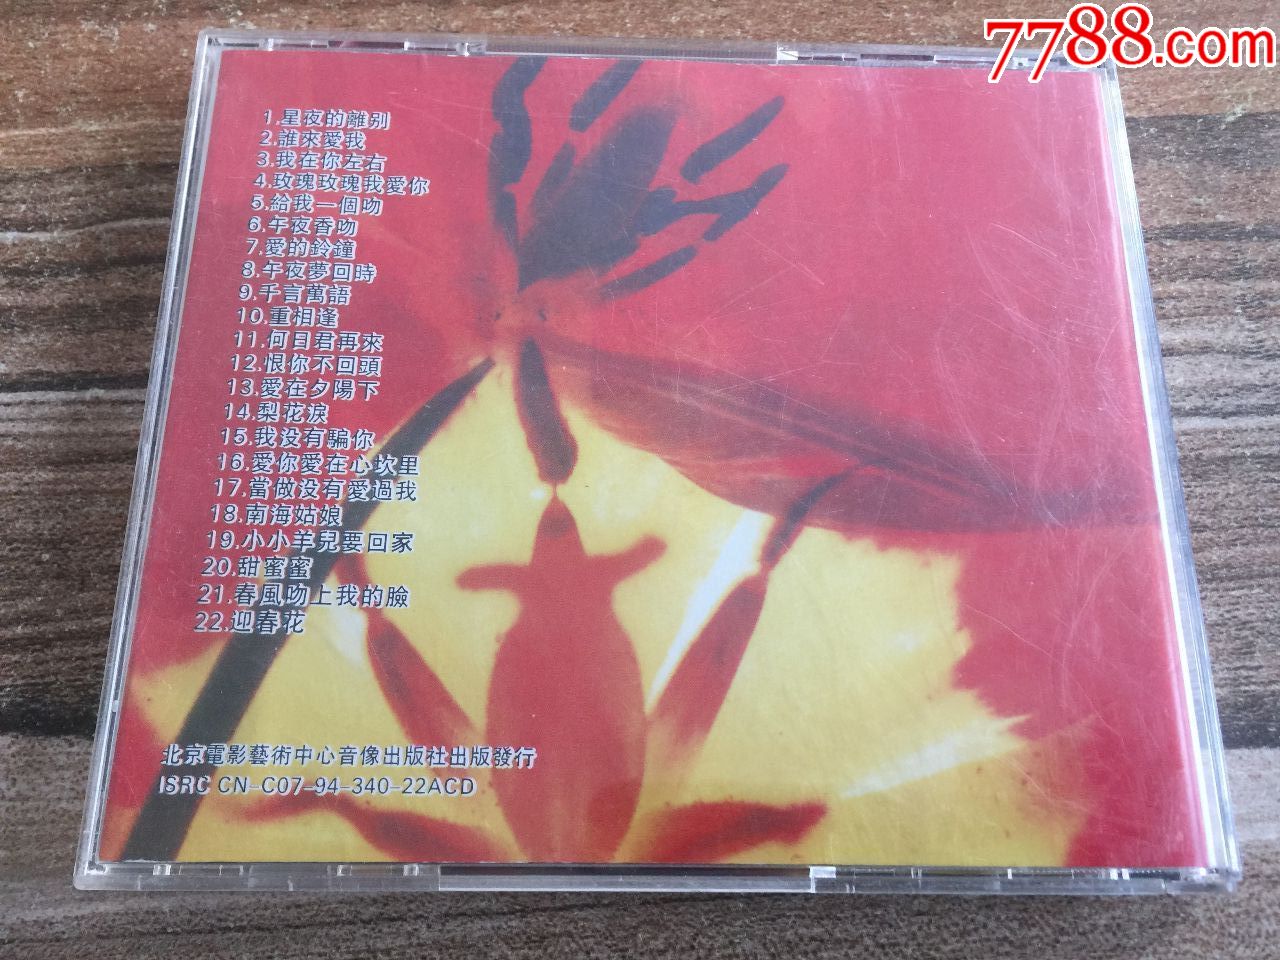 7788.com
1.星夜的離别
2.誰來愛我
3.我在你左右
4.玫瑰玫瑰我愛你
5.給我一個吻
6.午夜香吻
7.愛的鈴鐘
8.午夜夢回時
9.千言萬語
10.重相逢
11.何日君再來
12.恨你不回頭
13.愛在夕陽下
14.梨花淚
15.我没有騙你
16.愛你愛在心坎里
17.當做没有愛過我
18.南海姑娘
19.小小羊兒要回家
20.甜蜜蜜
21.春風吻上我的臉
22.迎春花
北京電影藝術中心音像出版社出版發行
ISRC CN-C07-94-340-22ACD